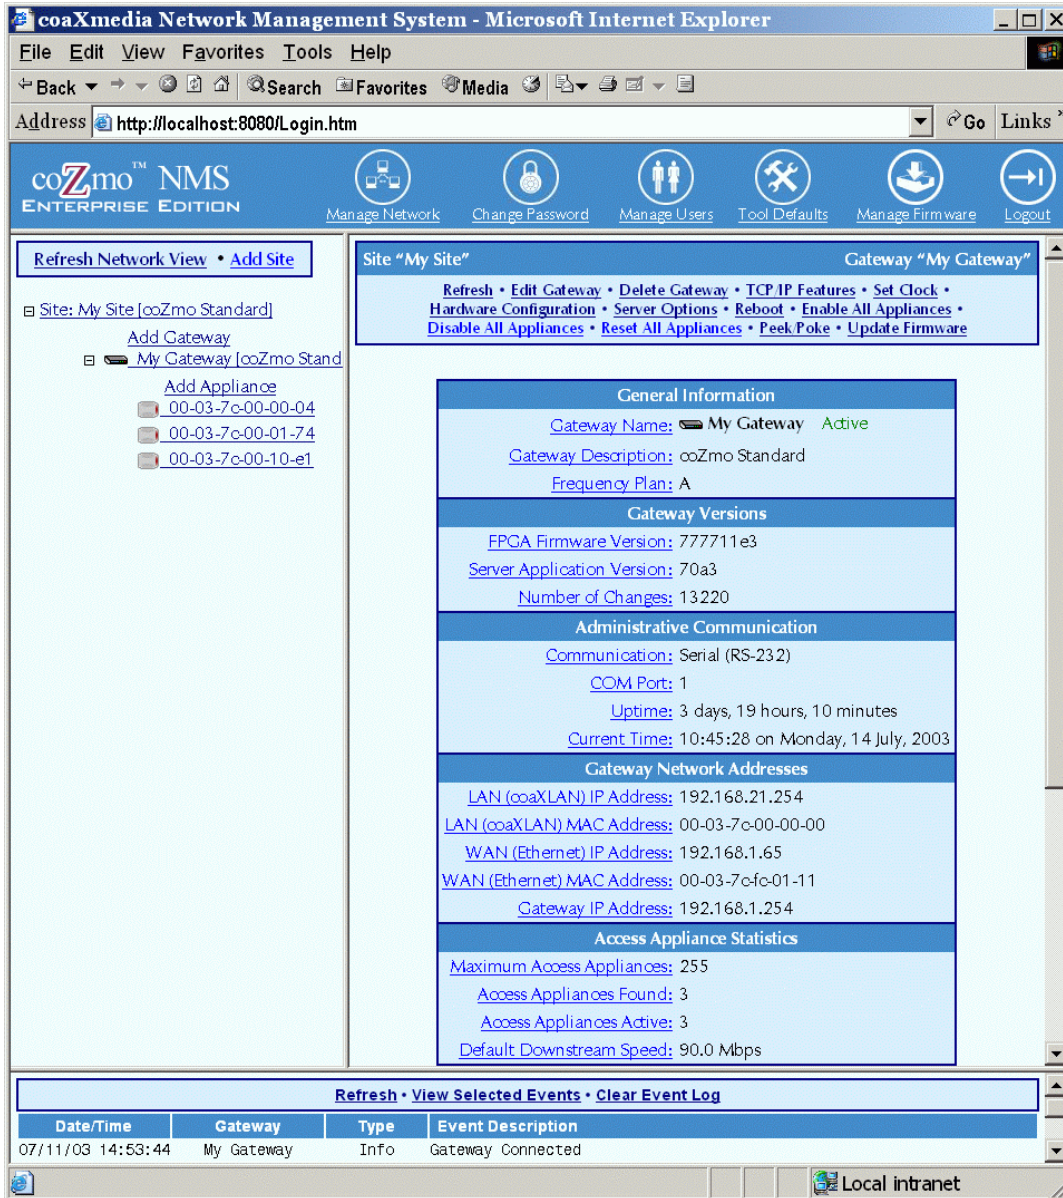 coaXmedia Network Management System - Microsoft Internet Explorer
File Edit View Favorites Tools Help
Back Search Favorites Media
Address http://localhost:8080/Login.htm Go Links »
coZmo™ NMS
ENTERPRISE EDITION
Manage Network Change Password Manage Users Tool Defaults Manage Firmware Logout
Refresh Network View • Add Site
Site: My Site [coZmo Standard]
Add Gateway
My Gateway [coZmo Stand
Add Appliance
00-03-7c-00-00-04
00-03-7c-00-01-74
00-03-7c-00-10-e1
Site “My Site” Gateway “My Gateway”
Refresh • Edit Gateway • Delete Gateway • TCP/IP Features • Set Clock •
Hardware Configuration • Server Options • Reboot • Enable All Appliances •
Disable All Appliances • Reset All Appliances • Peek/Poke • Update Firmware
General Information
Gateway Name: My Gateway Active
Gateway Description: coZmo Standard
Frequency Plan: A
Gateway Versions
FPGA Firmware Version: 777711e3
Server Application Version: 70a3
Number of Changes: 13220
Administrative Communication
Communication: Serial (RS-232)
COM Port: 1
Uptime: 3 days, 19 hours, 10 minutes
Current Time: 10:45:28 on Monday, 14 July, 2003
Gateway Network Addresses
LAN (coaXLAN) IP Address: 192.168.21.254
LAN (coaXLAN) MAC Address: 00-03-7c-00-00-00
WAN (Ethernet) IP Address: 192.168.1.65
WAN (Ethernet) MAC Address: 00-03-7c-fc-01-11
Gateway IP Address: 192.168.1.254
Access Appliance Statistics
Maximum Access Appliances: 255
Access Appliances Found: 3
Access Appliances Active: 3
Default Downstream Speed: 90.0 Mbps
Refresh • View Selected Events • Clear Event Log
Date/Time Gateway Type Event Description
07/11/03 14:53:44 My Gateway Info Gateway Connected
Local intranet